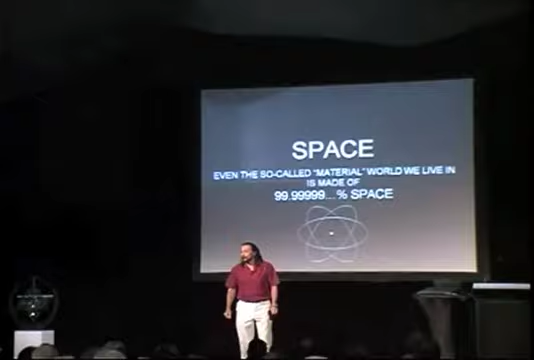 SPACE
EVEN THE SO-CALLED "MATERIAL" WORLD WE LIVE IN
IS MADE OF
99.99999...% SPACE